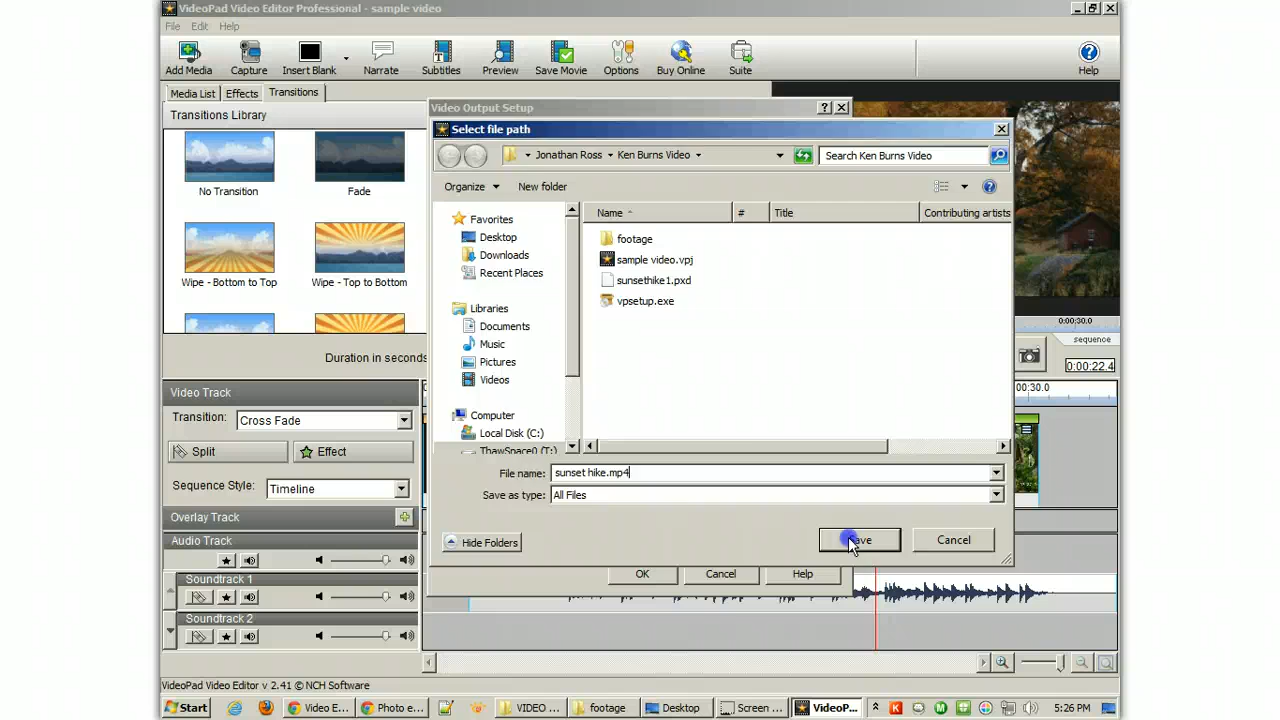 VideoPad Video Editor Professional - sample video
File Edit Help
Add Media Capture Insert Blank Narrate Subtitles Preview Save Movie Options Buy Online Suite Help
Media List Effects Transitions
Transitions Library
No Transition Fade
Wipe - Bottom to Top Wipe - Top to Bottom
Duration in seconds
Video Output Setup
Select file path
Jonathan Ross Ken Burns Video
Search Ken Burns Video
Organize New folder
Favorites
Desktop
Downloads
Recent Places
Libraries
Documents
Music
Pictures
Videos
Computer
Local Disk (C:)
ThawSpace0 (T:)
Name # Title Contributing artists
footage
sample video.vpj
sunsethike1.pxd
vpsetup.exe
File name: sunset hike.mp4
Save as type: All Files
Hide Folders
Cancel
OK Cancel Help
0:00:30.0
sequence
0:00:22.4
00:30.0
Video Track
Transition: Cross Fade
Split Effect
Sequence Style: Timeline
Overlay Track
Audio Track
Soundtrack 1
Soundtrack 2
VideoPad Video Editor v 2.41 © NCH Software
Start Video E... Photo e... VIDEO ... footage Desktop Screen ... VideoP... 5:26 PM